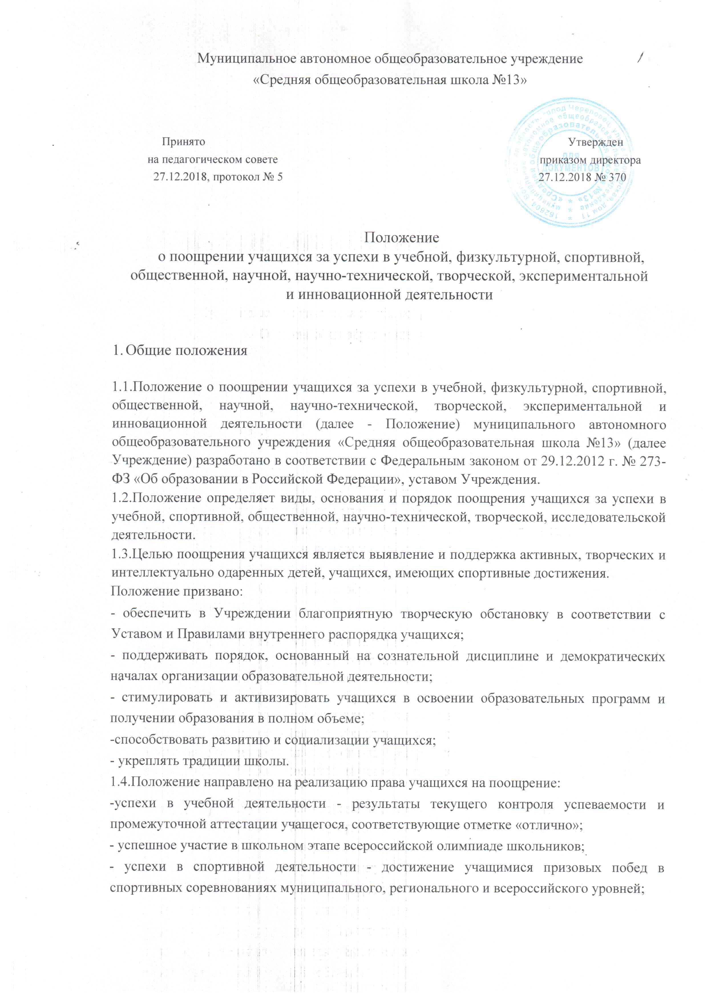 Муниципальное автономное общеобразовательное учреждение
«Средняя общеобразовательная школа №13»
Принято
на педагогическом совете
27.12.2018, протокол № 5
Утвержден
приказом директора
27.12.2018 № 370
ДЛЯ
ДОКУМЕНТОВ
город Череповец, улица
дом 11
162604
муниципальное автономное общеобразовательное учреждение
«Средняя общеобразовательная школа №13»
Положение
о поощрении учащихся за успехи в учебной, физкультурной, спортивной,
общественной, научной, научно-технической, творческой, экспериментальной
и инновационной деятельности
1. Общие положения
1.1.Положение о поощрении учащихся за успехи в учебной, физкультурной, спортивной,
общественной, научной, научно-технической, творческой, экспериментальной и
инновационной деятельности (далее - Положение) муниципального автономного
общеобразовательного учреждения «Средняя общеобразовательная школа №13» (далее
Учреждение) разработано в соответствии с Федеральным законом от 29.12.2012 г. № 273-
ФЗ «Об образовании в Российской Федерации», уставом Учреждения.
1.2.Положение определяет виды, основания и порядок поощрения учащихся за успехи в
учебной, спортивной, общественной, научно-технической, творческой, исследовательской
деятельности.
1.3.Целью поощрения учащихся является выявление и поддержка активных, творческих и
интеллектуально одаренных детей, учащихся, имеющих спортивные достижения.
Положение призвано:
- обеспечить в Учреждении благоприятную творческую обстановку в соответствии с
Уставом и Правилами внутреннего распорядка учащихся;
- поддерживать порядок, основанный на сознательной дисциплине и демократических
началах организации образовательной деятельности;
- стимулировать и активизировать учащихся в освоении образовательных программ и
получении образования в полном объеме;
-способствовать развитию и социализации учащихся;
- укреплять традиции школы.
1.4.Положение направлено на реализацию права учащихся на поощрение:
-успехи в учебной деятельности - результаты текущего контроля успеваемости и
промежуточной аттестации учащегося, соответствующие отметке «отлично»;
- успешное участие в школьном этапе всероссийской олимпиаде школьников;
- успехи в спортивной деятельности - достижение учащимися призовых побед в
спортивных соревнованиях муниципального, регионального и всероссийского уровней;